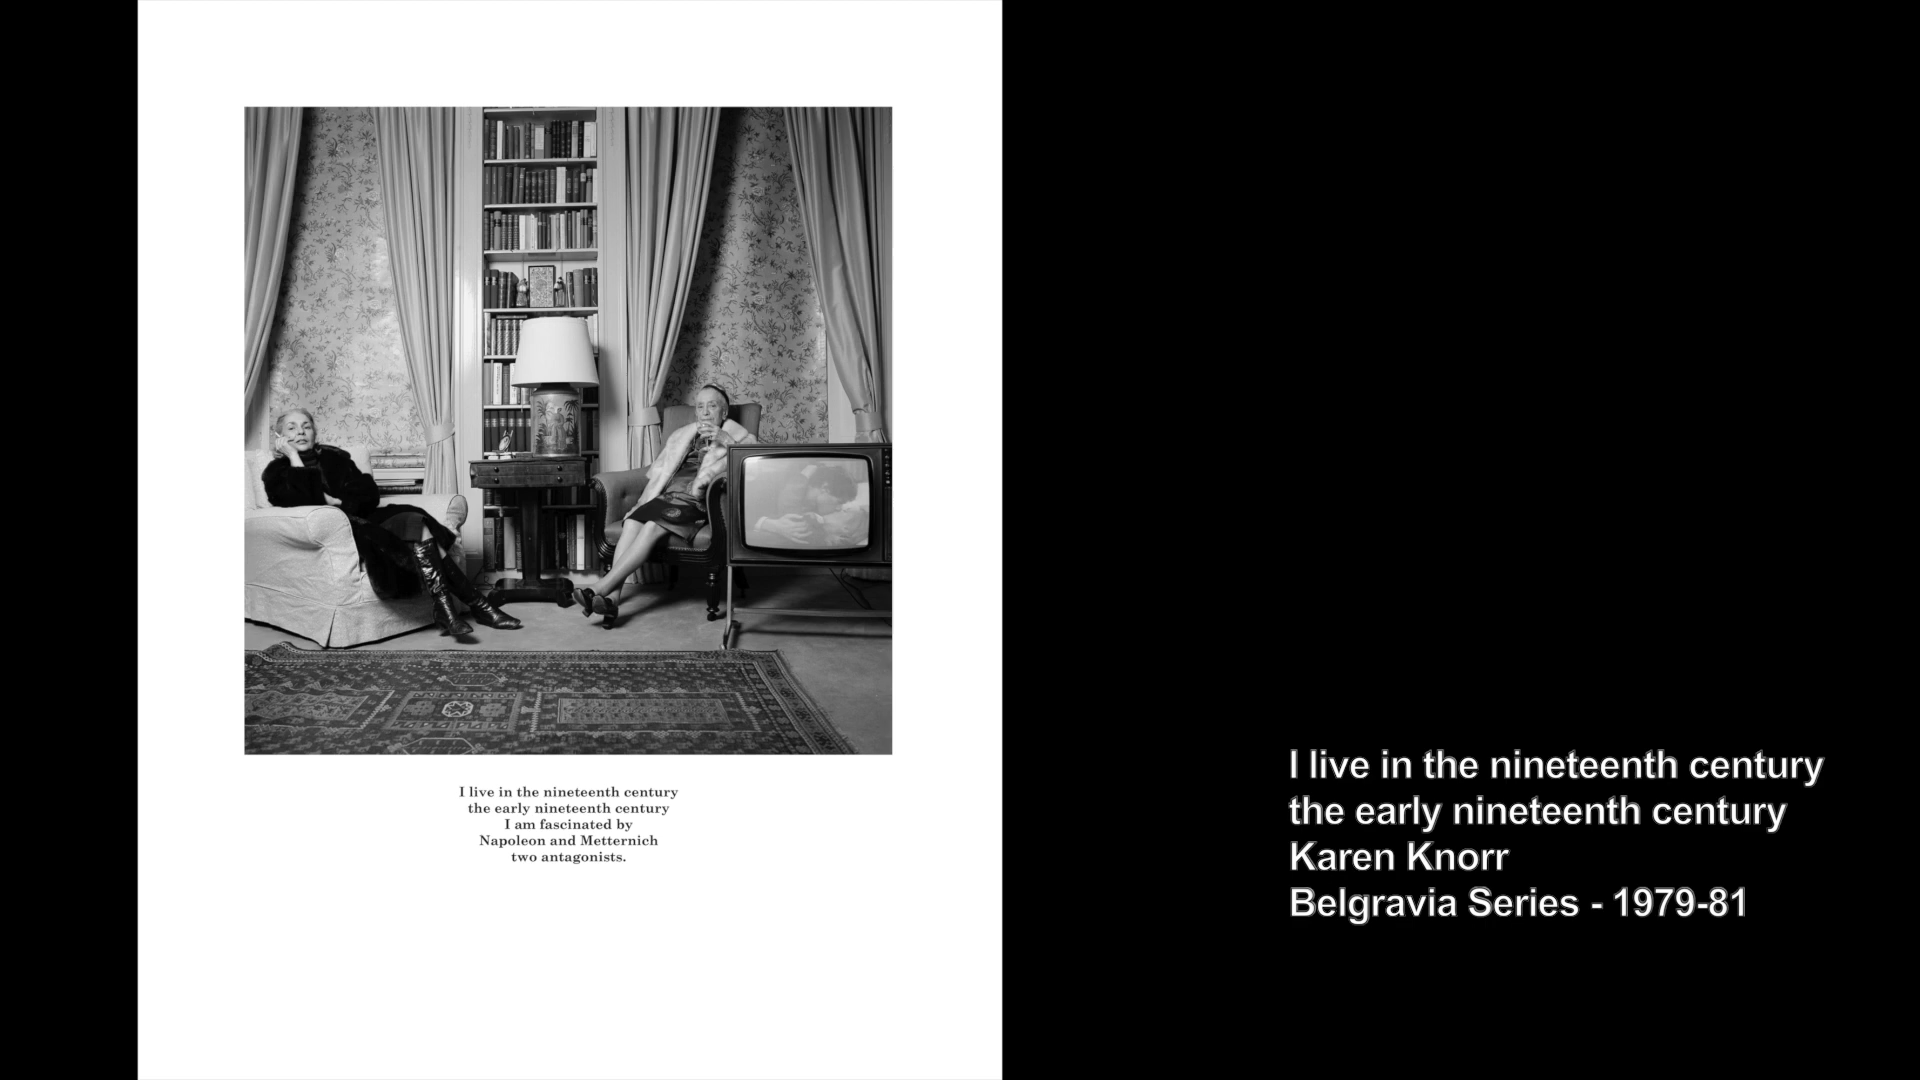 I live in the nineteenth century
the early nineteenth century
I am fascinated by
Napoleon and Metternich
two antagonists.
I live in the nineteenth century
the early nineteenth century
Karen Knorr
Belgravia Series - 1979-81